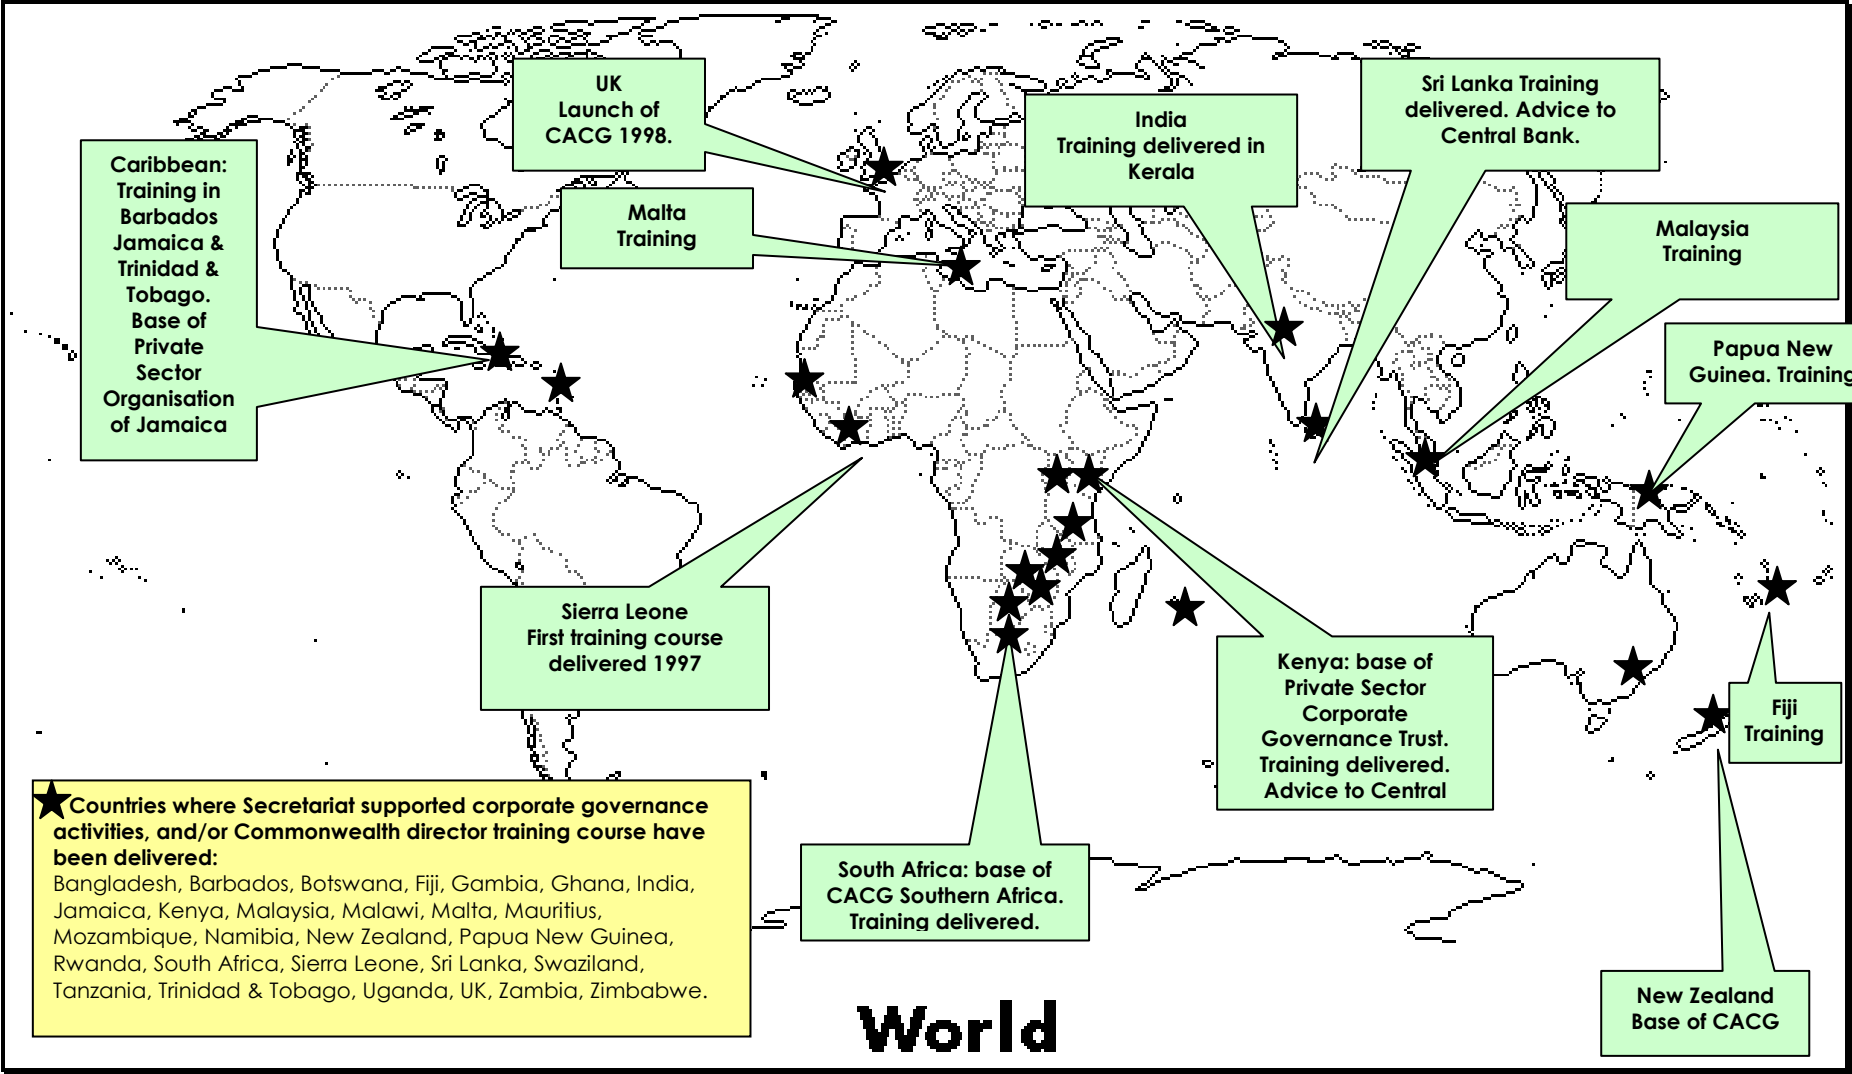 UK
Launch of
CACG 1998.
Sri Lanka Training
delivered. Advice to
Central Bank.
India
Training delivered in
Kerala
Caribbean:
Training in
Barbados
Jamaica &
Trinidad &
Tobago.
Base of
Private
Sector
Organisation
of Jamaica
Malta
Training
Malaysia
Training
Papua New
Guinea. Training
Sierra Leone
First training course
delivered 1997
Kenya: base of
Private Sector
Corporate
Governance Trust.
Training delivered.
Advice to Central
Fiji
Training
South Africa: base of
CACG Southern Africa.
Training delivered.
New Zealand
Base of CACG
Countries where Secretariat supported corporate governance
activities, and/or Commonwealth director training course have
been delivered:
Bangladesh, Barbados, Botswana, Fiji, Gambia, Ghana, India,
Jamaica, Kenya, Malaysia, Malawi, Malta, Mauritius,
Mozambique, Namibia, New Zealand, Papua New Guinea,
Rwanda, South Africa, Sierra Leone, Sri Lanka, Swaziland,
Tanzania, Trinidad & Tobago, Uganda, UK, Zambia, Zimbabwe.
World